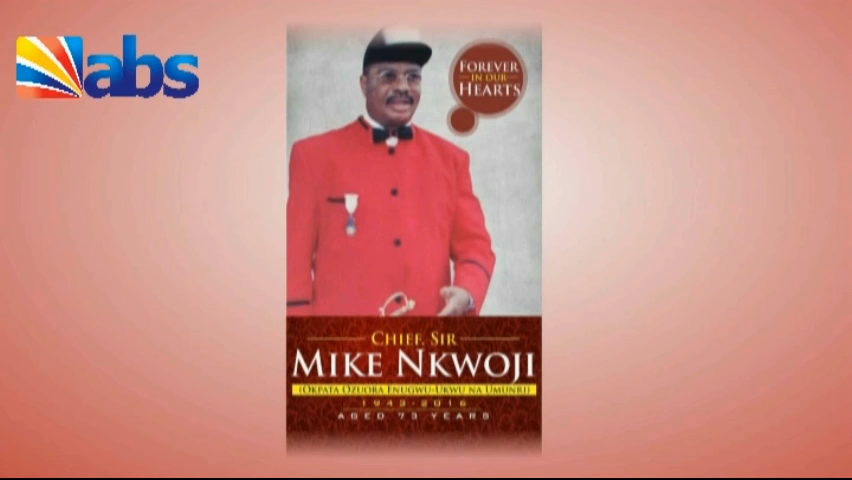 abs
FOREVER
IN OUR
HEARTS
CHIEF. SIR
MIKE NKWOJI
(OKPATA OZUORA ENUGWU-UKWU NA UMUNRI)
1943-2016
AGED 73 YEARS